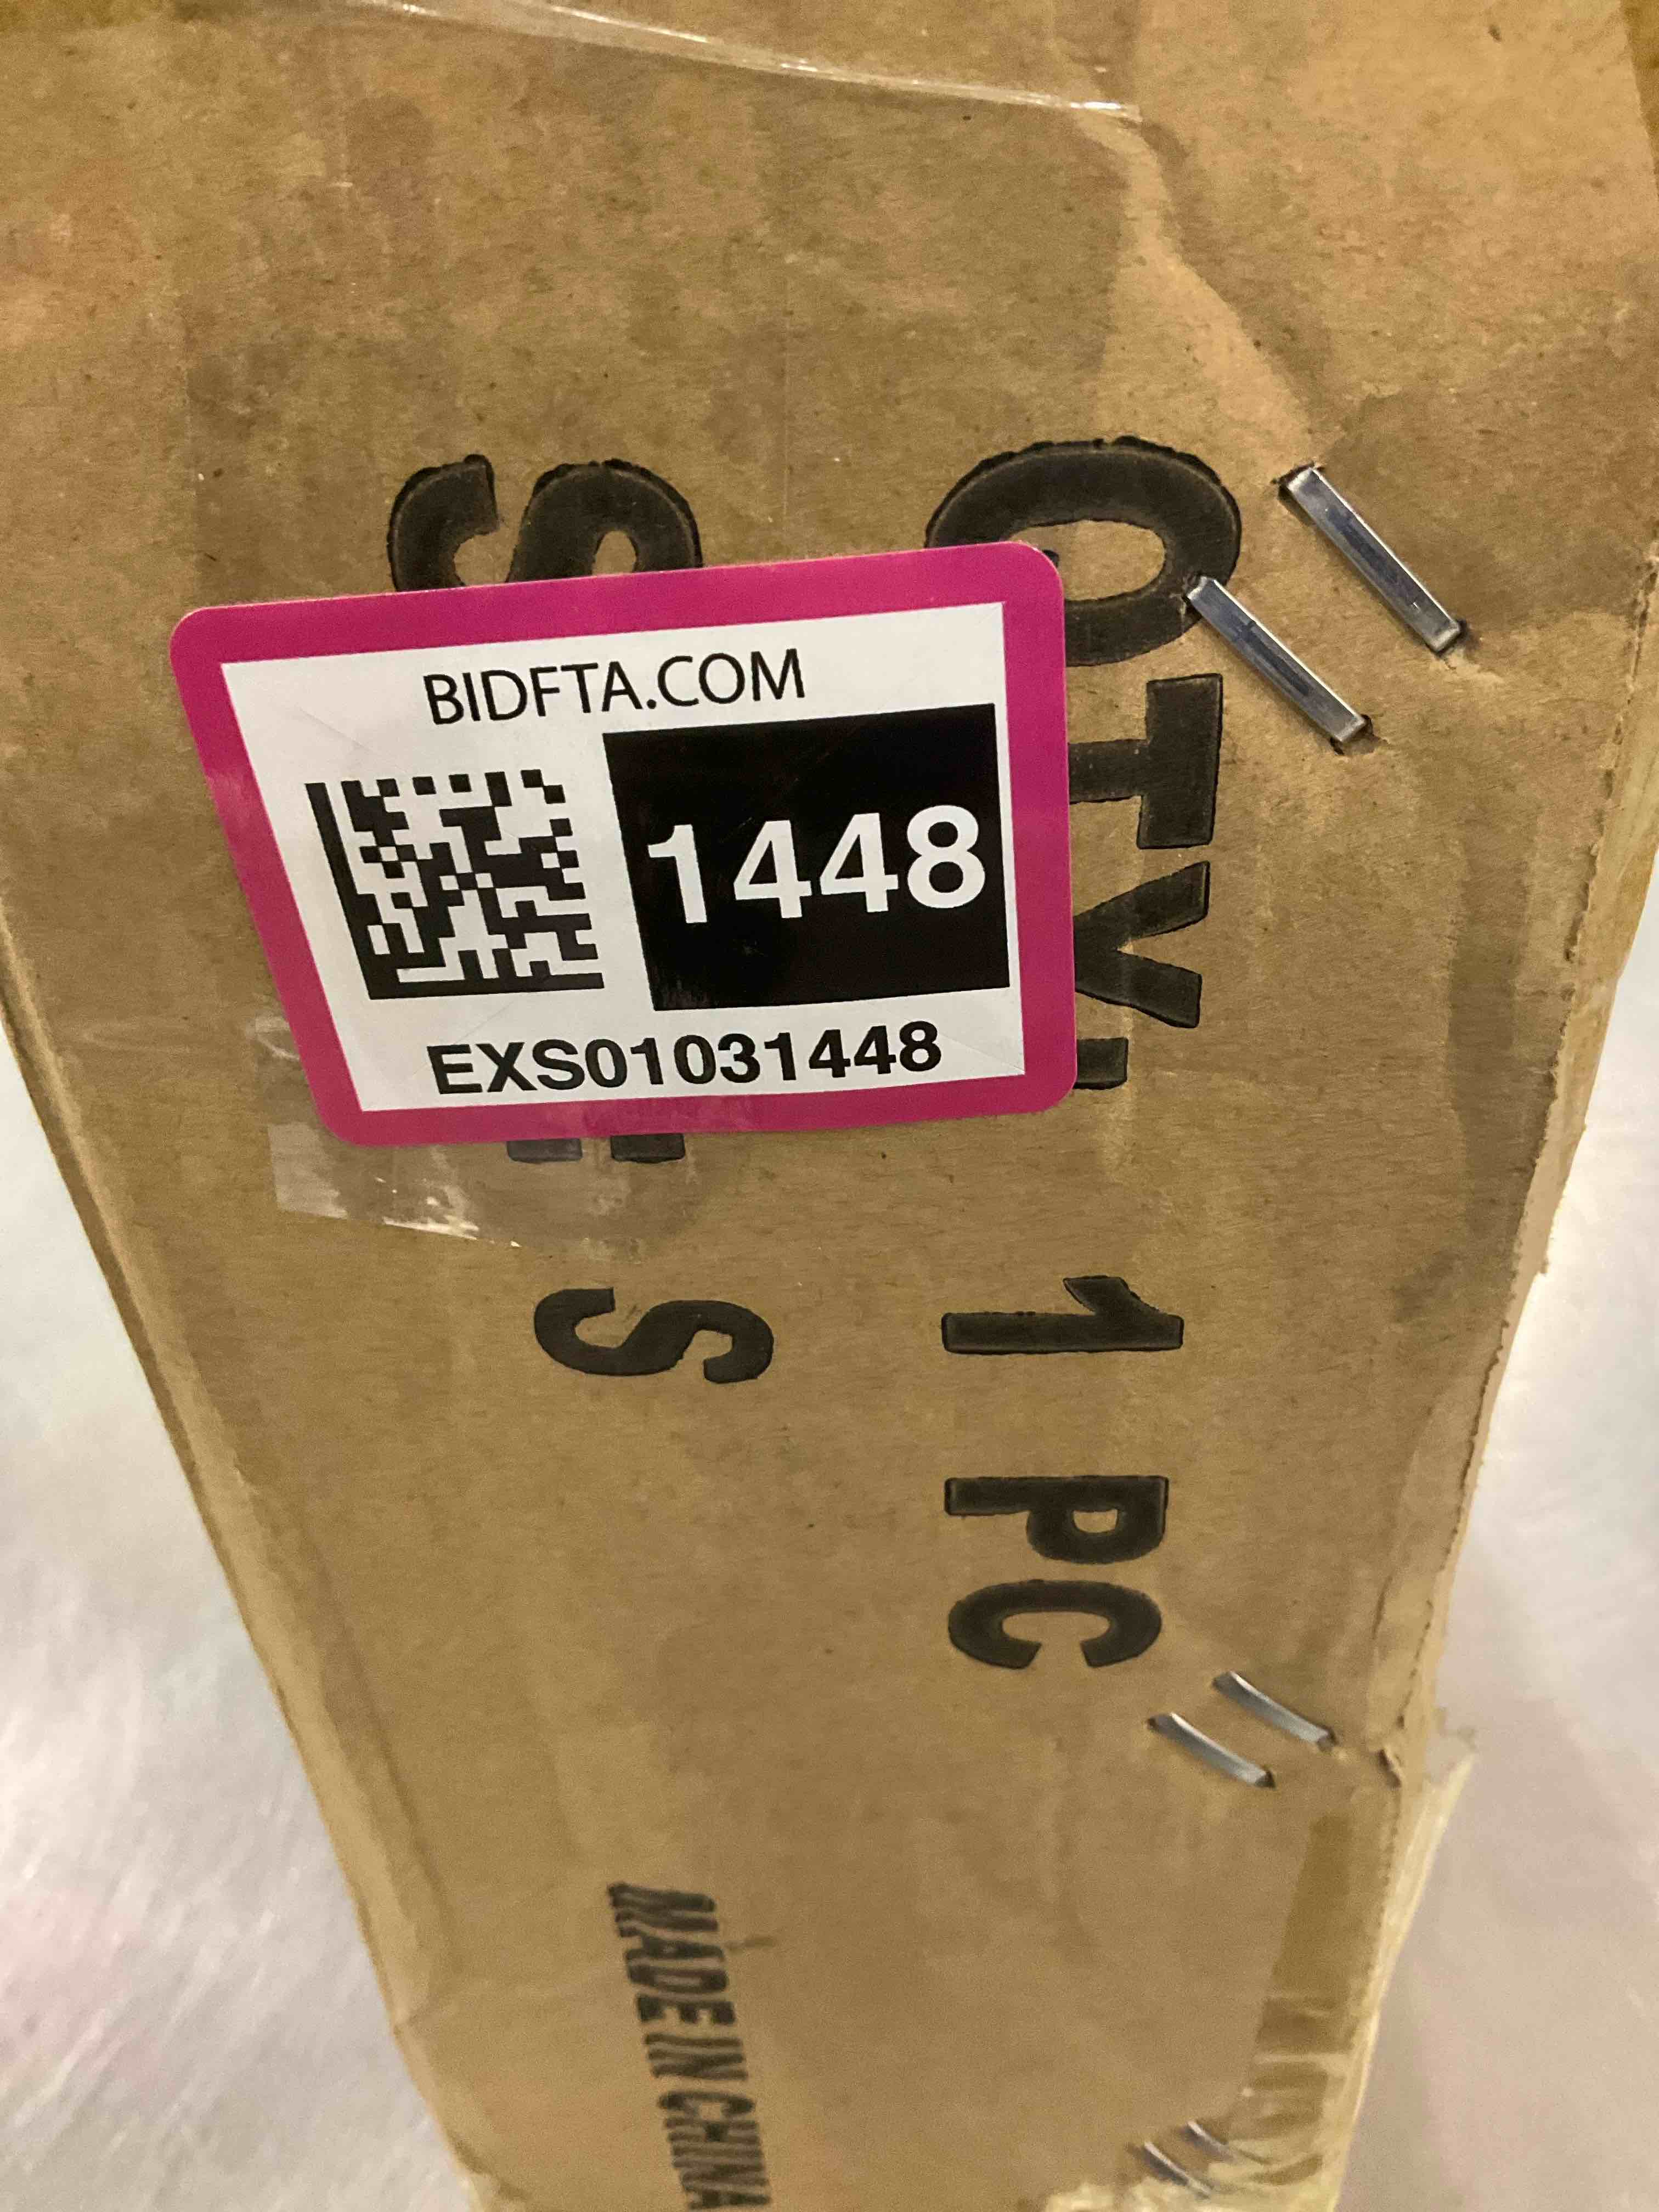 BIDFTA.COM
1448
EXS01031448
QTY: 1 PC
S
MADE IN CHINA